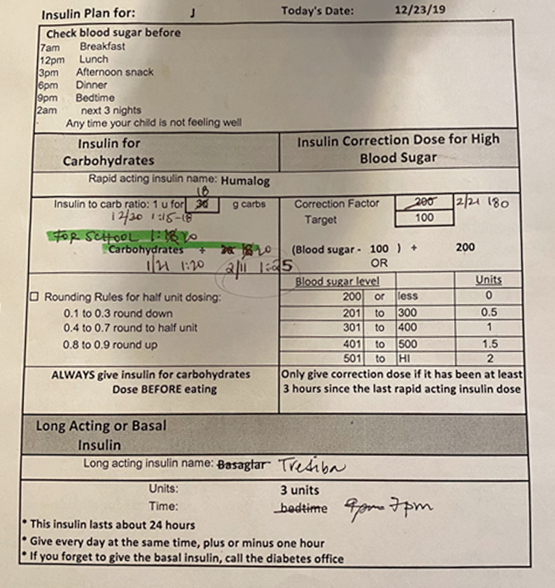 Insulin Plan for: J Today's Date: 12/23/19
Check blood sugar before
7am Breakfast
12pm Lunch
3pm Afternoon snack
6pm Dinner
9pm Bedtime
2am next 3 nights
Any time your child is not feeling well
Insulin for
Carbohydrates
Insulin Correction Dose for High
Blood Sugar
Rapid acting insulin name: Humalog
18
Insulin to carb ratio: 1 u for 30 g carbs
12/30 1:15-18
FOR SCHOOL 1: 20
Carbohydrates + 20
1/21 1:20 2/11 1:25
Correction Factor 200 2/21 180
Target 100
(Blood sugar - 100 ) + 200
OR
Blood sugar level Units
200 or less 0
201 to 300 0.5
301 to 400 1
401 to 500 1.5
501 to HI 2
Rounding Rules for half unit dosing:
0.1 to 0.3 round down
0.4 to 0.7 round to half unit
0.8 to 0.9 round up
ALWAYS give insulin for carbohydrates
Dose BEFORE eating
Only give correction dose if it has been at least
3 hours since the last rapid acting insulin dose
Long Acting or Basal
Insulin
Long acting insulin name: Basaglar Tresiba
Units: 3 units
Time: bedtime 9pm 7pm
* This insulin lasts about 24 hours
* Give every day at the same time, plus or minus one hour
* If you forget to give the basal insulin, call the diabetes office